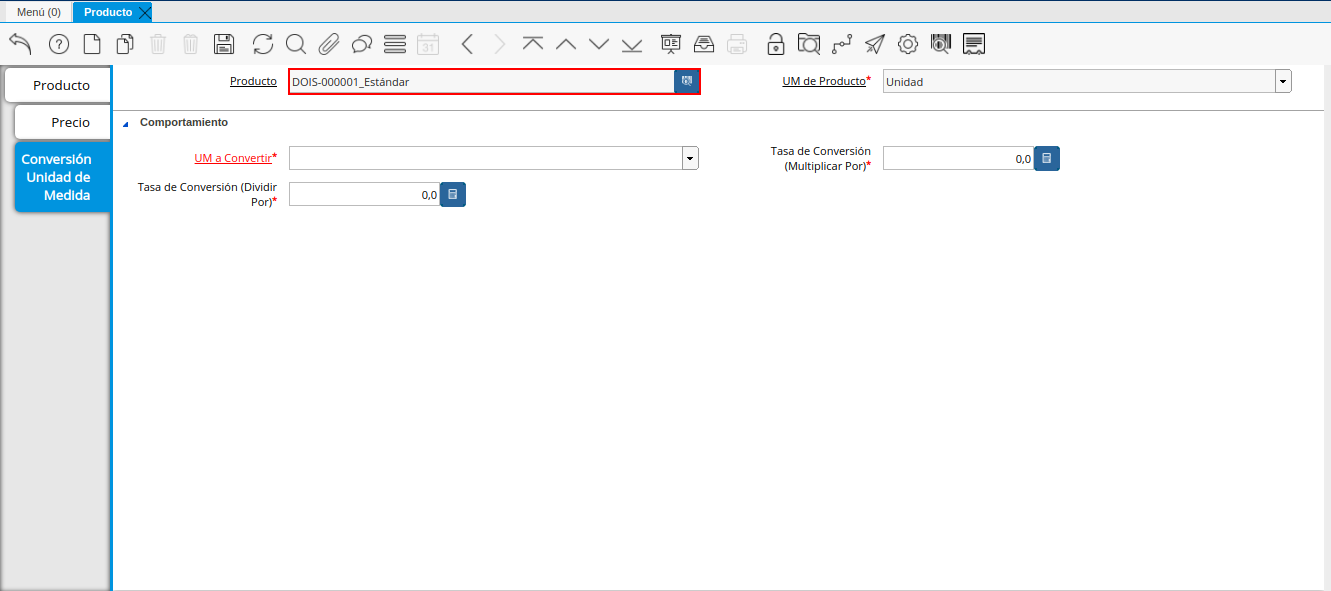 Menú (0)
Producto
31
Producto
Precio
Conversión
Unidad de
Medida
Producto
DOIS-000001_Estándar
UM de Producto*
Unidad
Comportamiento
UM a Convertir*
Tasa de Conversión
(Multiplicar Por)*
0,0
Tasa de Conversión (Dividir
Por)*
0,0